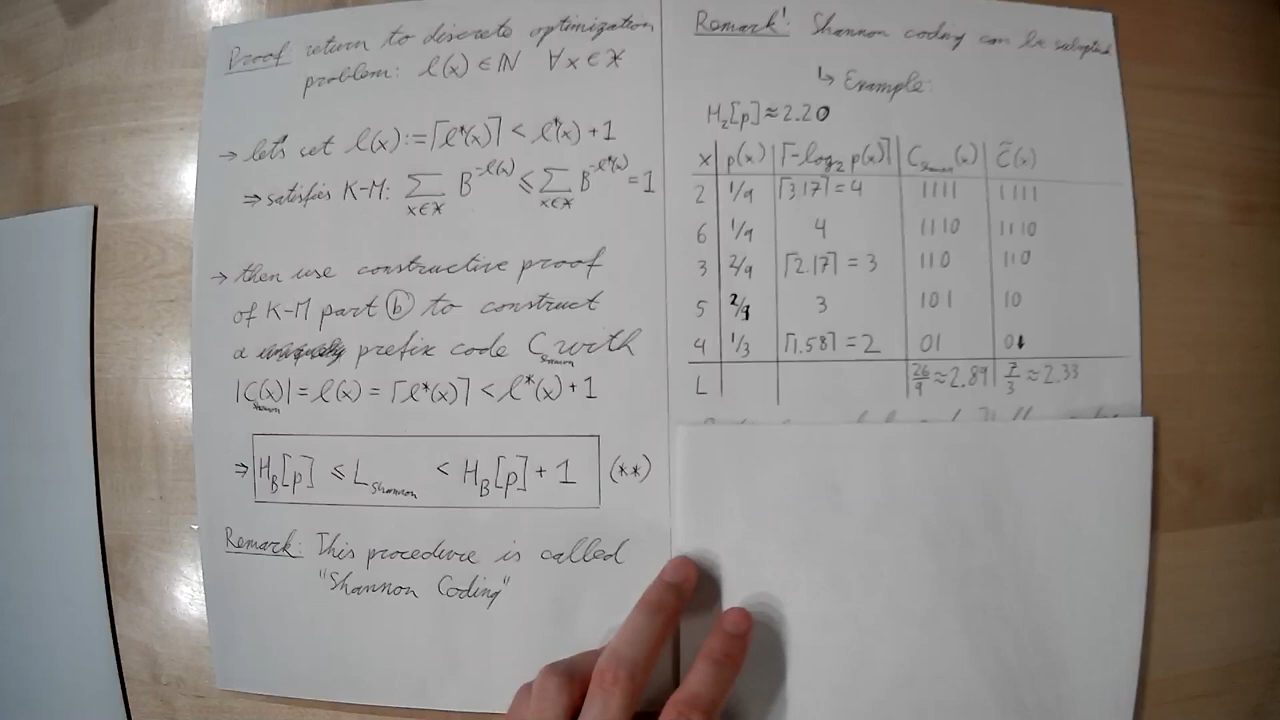 Proof return to discrete optimization
problem: ℓ(x) ∈ ℕ ∀ x ∈ 𝒳
→ let's set ℓ(x) := ⌈ℓ*(x)⌉ < ℓ*(x) + 1
⇒ satisfies K-M: ∑_{x∈𝒳} B^{-ℓ(x)} ≤ ∑_{x∈𝒳} B^{-ℓ*(x)} = 1
→ then use constructive proof
of K-M part ⓑ to construct
a prefix code C_Shannon with
|C_Shannon(x)| = ℓ(x) = ⌈ℓ*(x)⌉ < ℓ*(x) + 1
⇒ H_B[p] ≤ L_Shannon < H_B[p] + 1 (**)
Remark: This procedure is called
"Shannon Coding"
Remark: Shannon coding can be suboptimal
↳ Example:
H_2[p] ≈ 2.20
x | p(x) | ⌈-log_2 p(x)⌉ | C_Shannon(x) | C̃(x)
2 | 1/9 | ⌈3.17⌉ = 4 | 1111 | 1111
6 | 1/9 | 4 | 1110 | 1110
3 | 2/9 | ⌈2.17⌉ = 3 | 110 | 110
5 | 2/9 | 3 | 101 | 10
4 | 1/3 | ⌈1.58⌉ = 2 | 01 | 0
L | | | 26/9 ≈ 2.89 | 7/3 ≈ 2.33